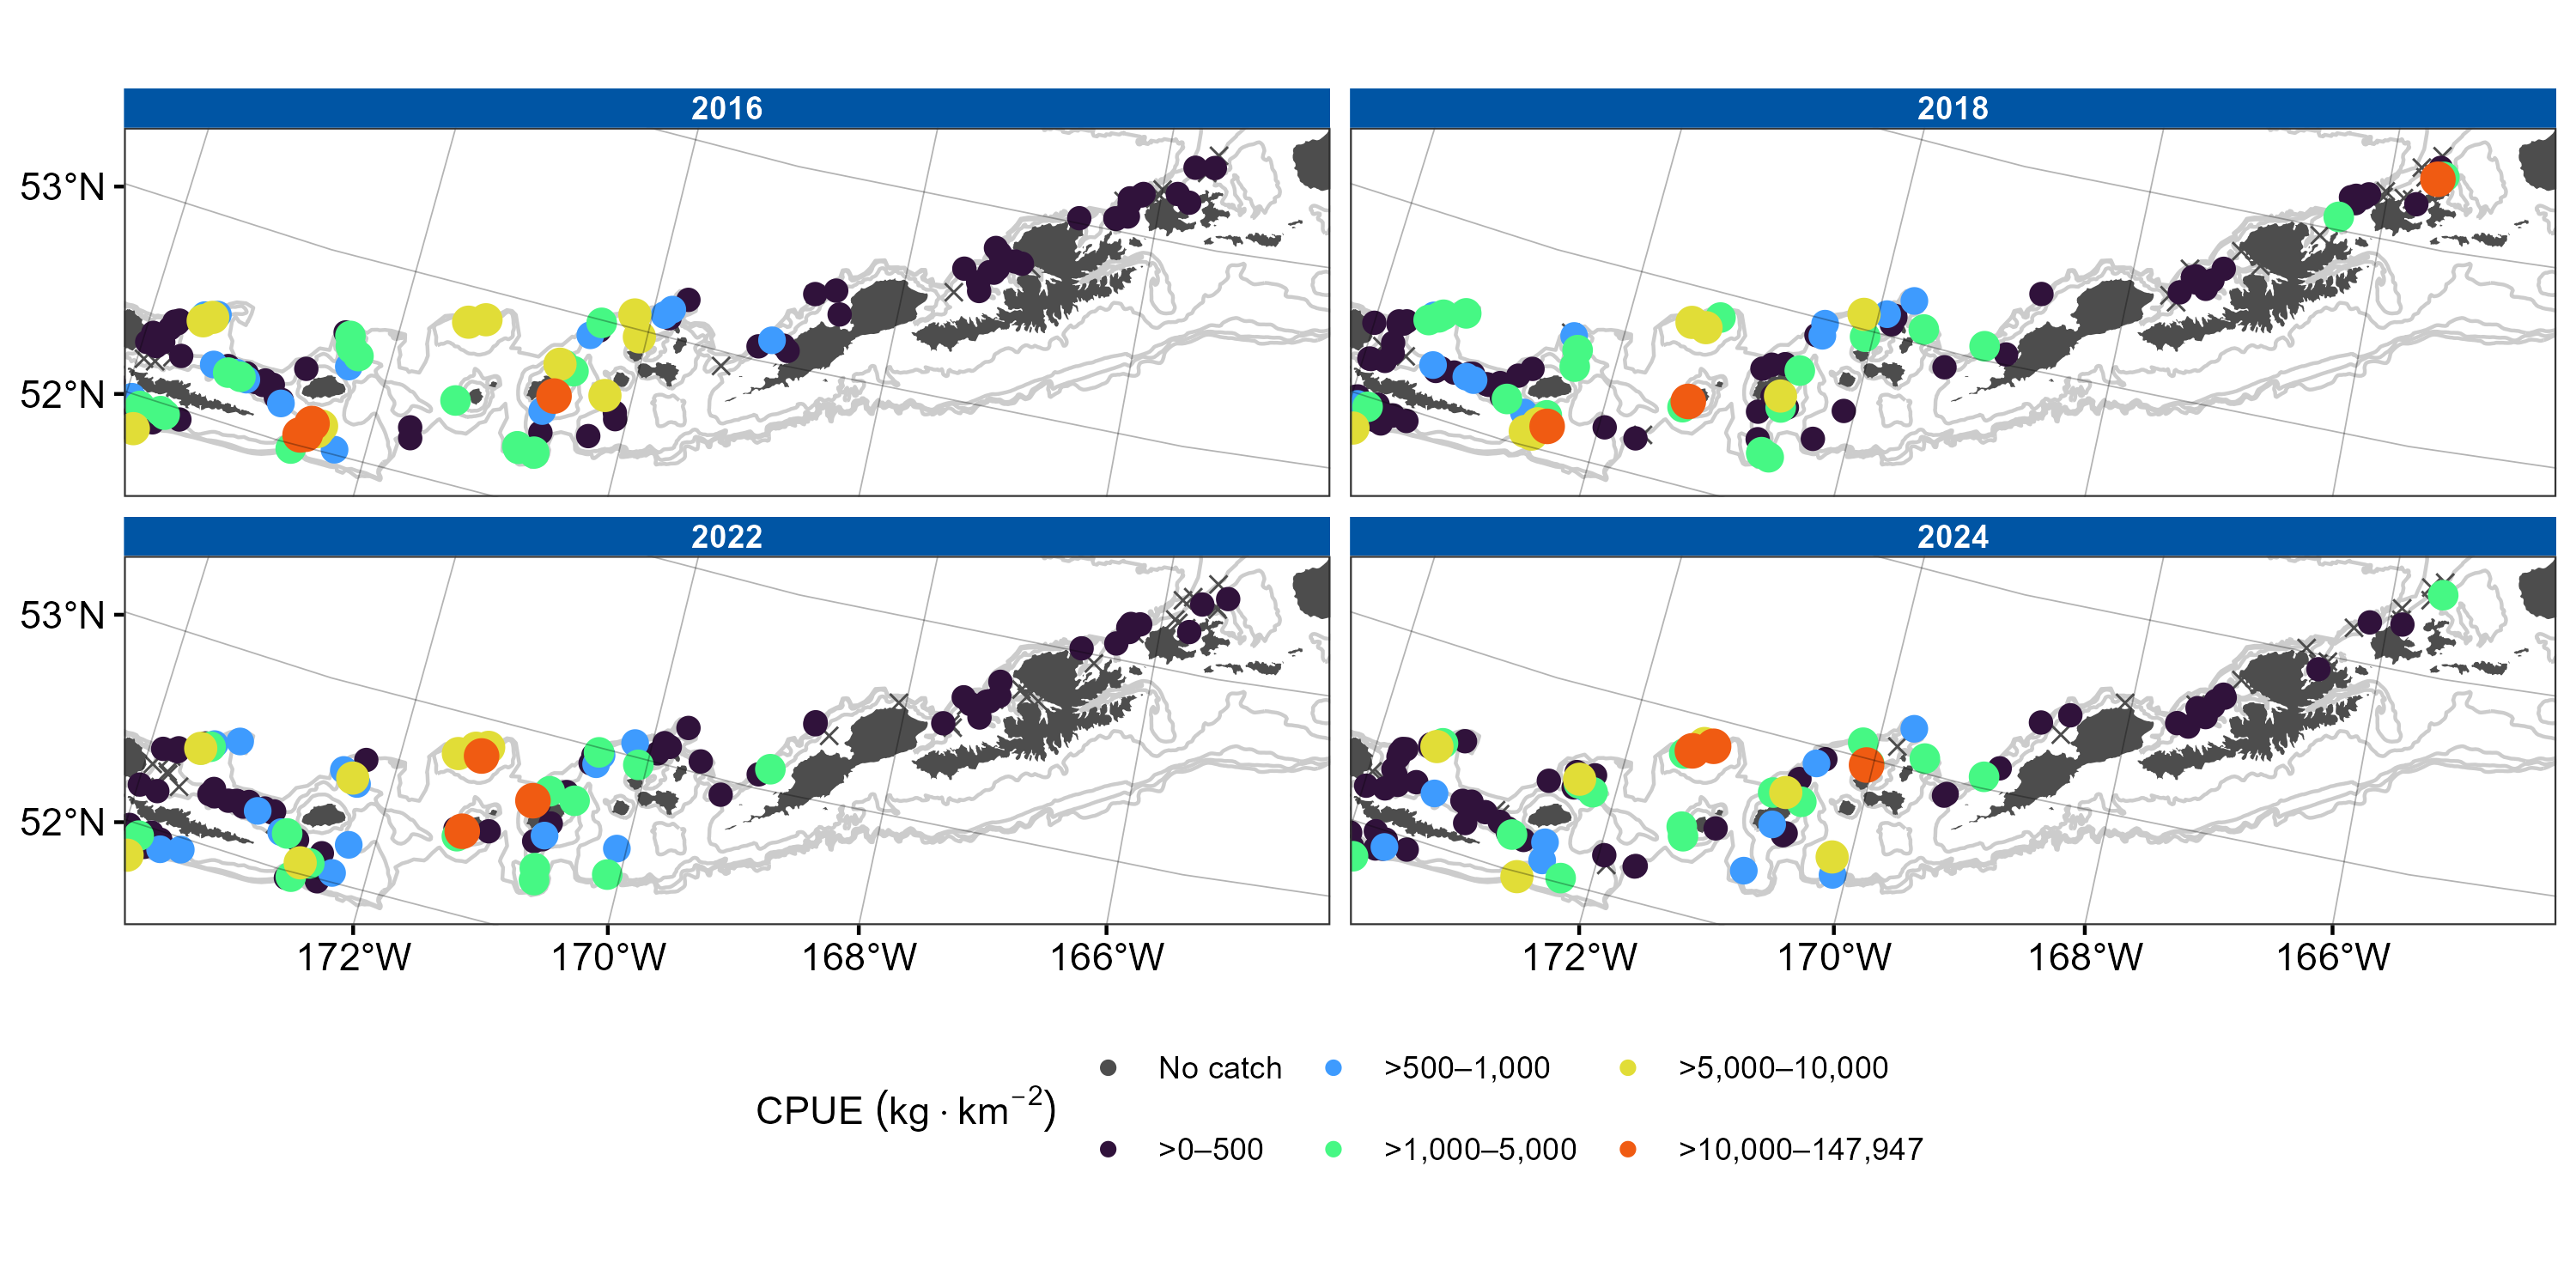 2016
2018
53°N
52°N
2022
2024
53°N
52°N
172°W 170°W 168°W 166°W
172°W 170°W 168°W 166°W
No catch >500–1,000 >5,000–10,000
CPUE (kg · km−2)
>0–500 >1,000–5,000 >10,000–147,947